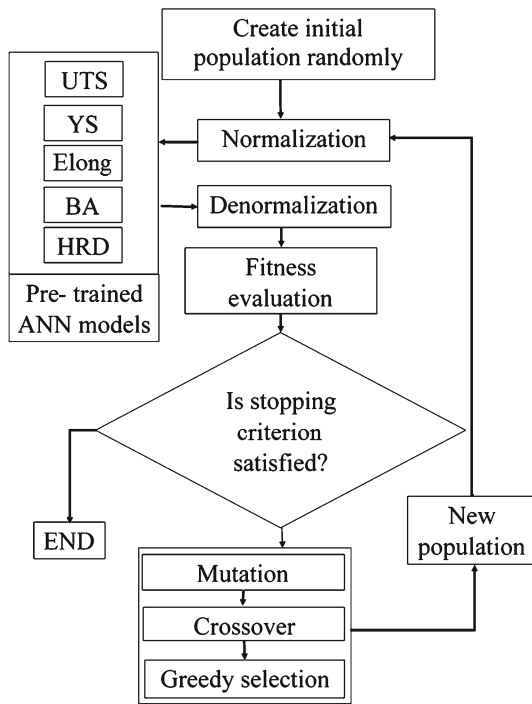 Create initial
population randomly
UTS
YS
Elong
BA
HRD
Pre- trained
ANN models
Normalization
Denormalization
Fitness
evaluation
Is stopping
criterion
satisfied?
END
New
population
Mutation
Crossover
Greedy selection